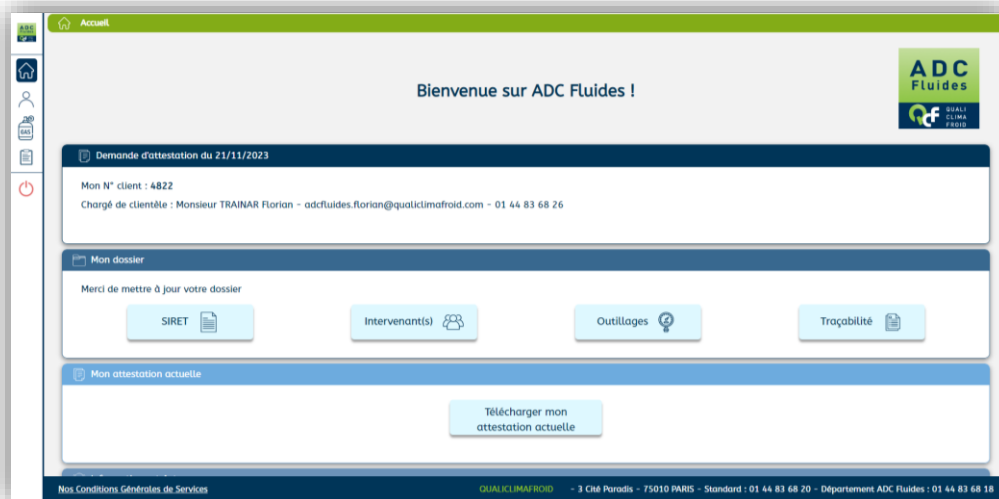 Accueil
Bienvenue sur ADC Fluides !
ADC
Fluides
QUALI
CLIMA
FROID
GAS
Demande d'attestation du 21/11/2023
Mon N° client : 4822
Chargé de clientèle : Monsieur TRAINAR Florian - adcfluides.florian@qualiclimafroid.com - 01 44 83 68 26
Mon dossier
Merci de mettre à jour votre dossier
SIRET
Intervenant(s)
Outillages
Traçabilité
Mon attestation actuelle
Télécharger mon
attestation actuelle
Nos Conditions Générales de Services
QUALICLIMAFROID - 3 Cité Paradis - 75010 PARIS - Standard : 01 44 83 68 20 - Département ADC Fluides : 01 44 83 68 18